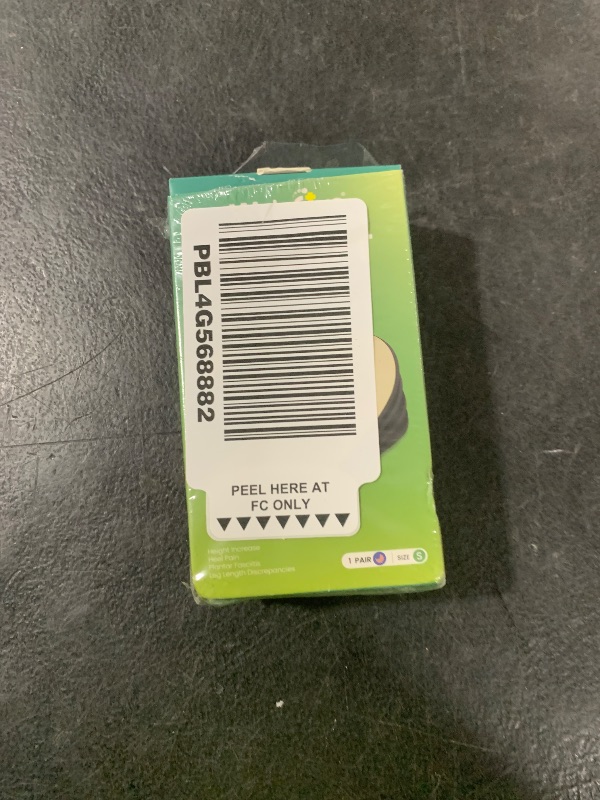 PBL4G568882
PEEL HERE AT
FC ONLY
Height Increase
Heel Pain
Plantar Fasciitis
Leg Length Discrepancies
1 PAIR
SIZE S